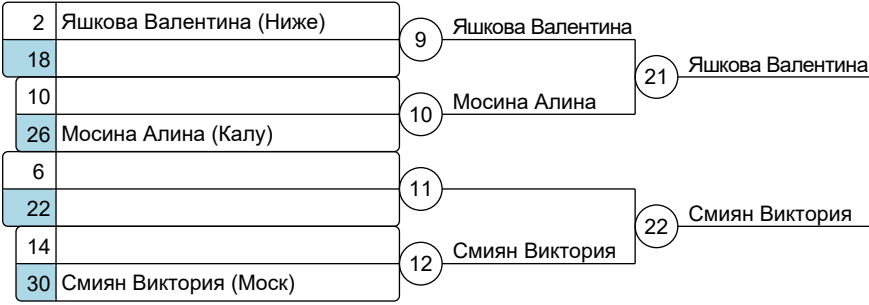 2 Яшкова Валентина (Ниже)
18
9 Яшкова Валентина
10
26 Мосина Алина (Калу)
10 Мосина Алина
21 Яшкова Валентина
6
22
11
14
30 Смиян Виктория (Моск)
12 Смиян Виктория
22 Смиян Виктория